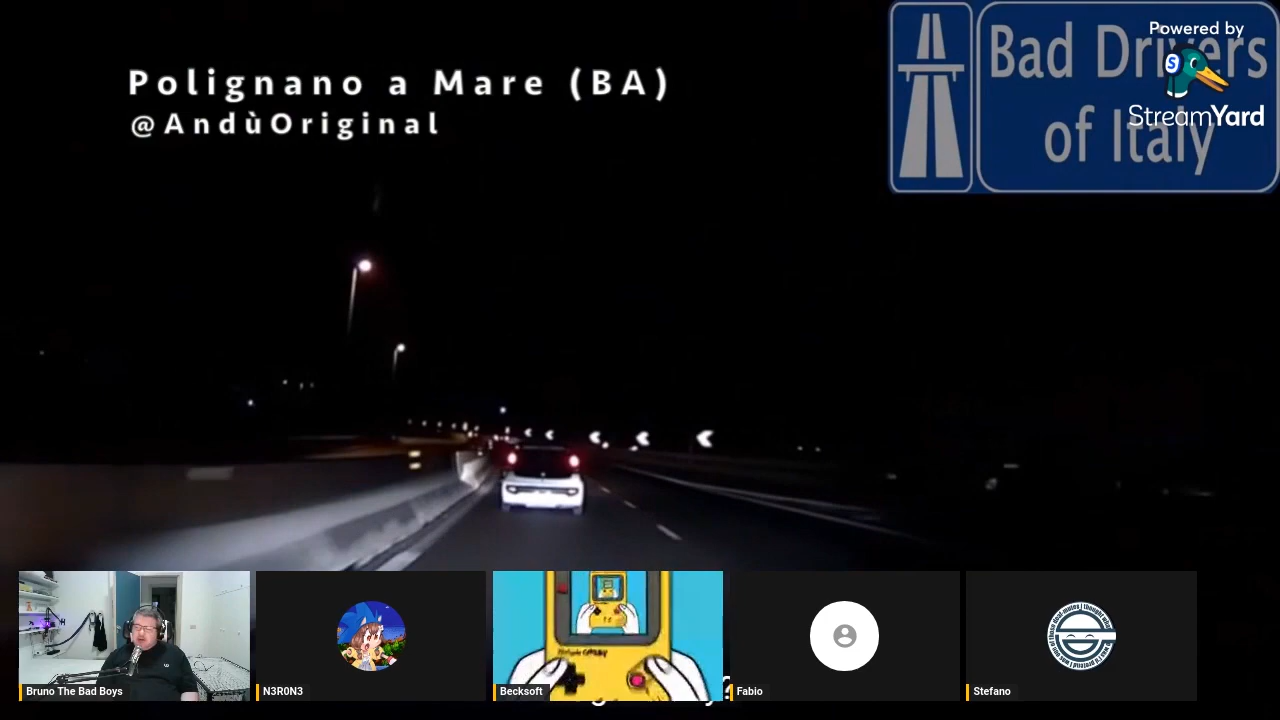 Polignano a Mare (BA)
@AndùOriginal
Bad Drivers
of Italy
Powered by
S
StreamYard
Bruno The Bad Boys
N3R0N3
Becksoft
Fabio
Stefano